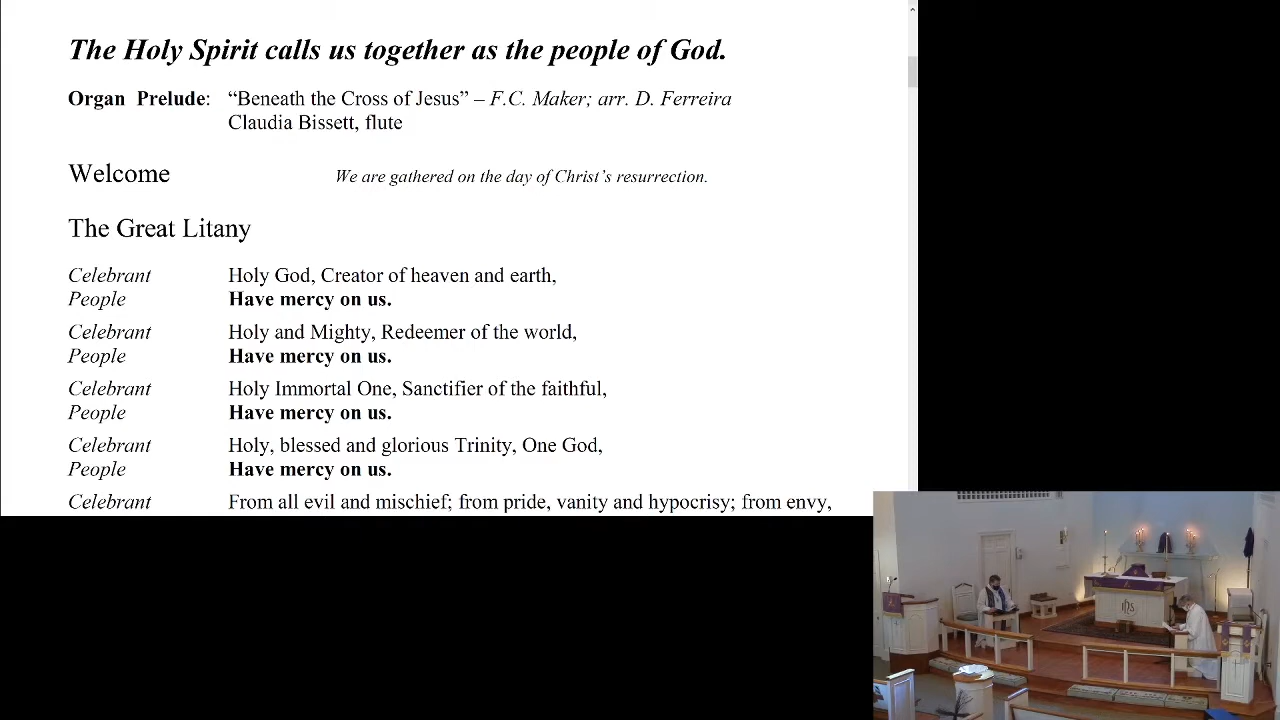 The Holy Spirit calls us together as the people of God.
Organ Prelude: “Beneath the Cross of Jesus” – F.C. Maker; arr. D. Ferreira
Claudia Bissett, flute
Welcome We are gathered on the day of Christ’s resurrection.
The Great Litany
Celebrant Holy God, Creator of heaven and earth,
People Have mercy on us.
Celebrant Holy and Mighty, Redeemer of the world,
People Have mercy on us.
Celebrant Holy Immortal One, Sanctifier of the faithful,
People Have mercy on us.
Celebrant Holy, blessed and glorious Trinity, One God,
People Have mercy on us.
Celebrant From all evil and mischief; from pride, vanity and hypocrisy; from envy,
IHS